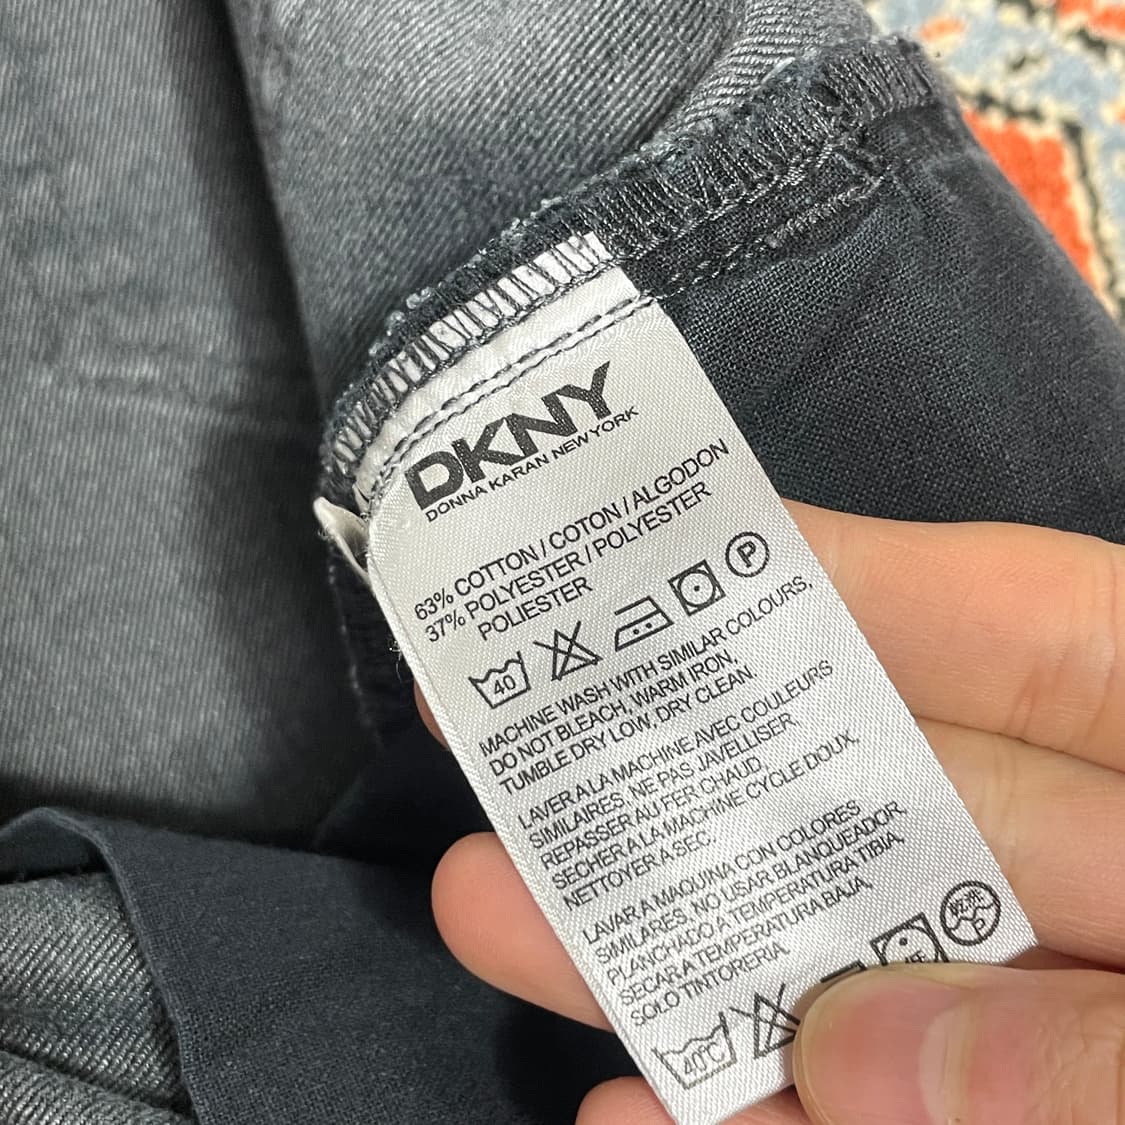 DKNY
DONNA KARAN NEW YORK
63% COTTON / COTON / ALGODON
37% POLYESTER / POLYESTER
POLIESTER
40 P
MACHINE WASH WITH SIMILAR COLOURS,
DO NOT BLEACH, WARM IRON,
TUMBLE DRY LOW, DRY CLEAN.
LAVER A LA MACHINE AVEC COULEURS
SIMILAIRES, NE PAS JAVELLISER,
REPASSER AU FER CHAUD
SECHER A LA MACHINE CYCLE DOUX,
NETTOYER A SEC.
LAVAR A MAQUINA CON COLORES
SIMILARES, NO USAR BLANQUEADOR,
PLANCHADO A TEMPERATURA TIBIA,
SECAR A TEMPERATURA BAJA,
SOLO TINTORERIA
40°C P